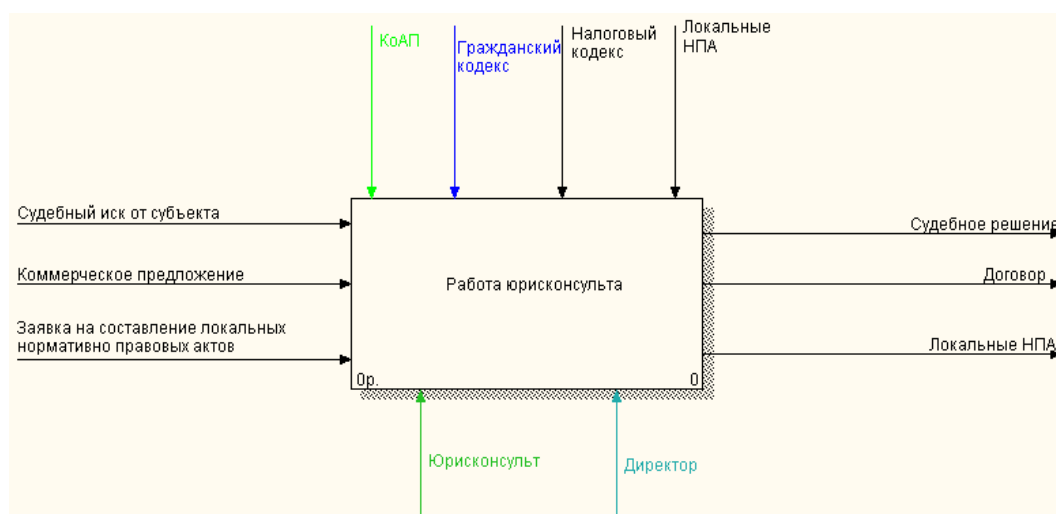 КоАП
Гражданский
кодекс
Налоговый
кодекс
Локальные
НПА
Судебный иск от субъекта
Коммерческое предложение
Заявка на составление локальных
нормативно правовых актов
Работа юрисконсульта
0р.
0
Судебное решение
Договор
Локальные НПА
Юрисконсульт
Директор